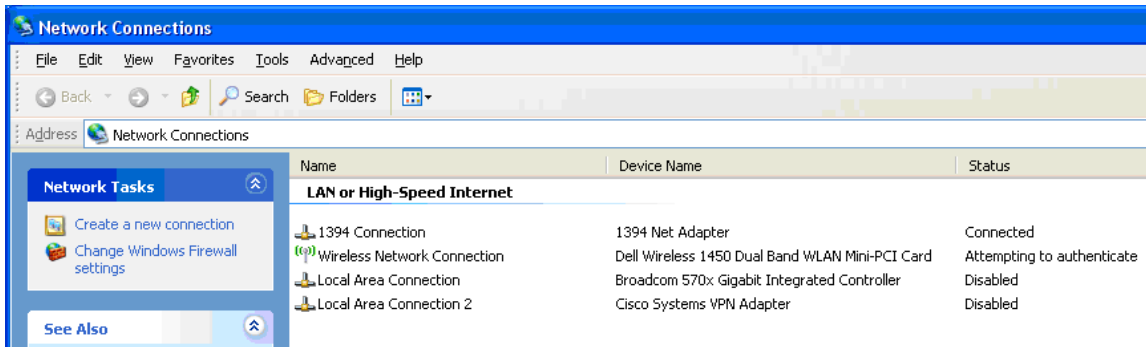 Network Connections
File Edit View Favorites Tools Advanced Help
Back Search Folders
Address Network Connections
Name Device Name Status
Network Tasks
LAN or High-Speed Internet
Create a new connection
Change Windows Firewall
settings
1394 Connection 1394 Net Adapter Connected
Wireless Network Connection Dell Wireless 1450 Dual Band WLAN Mini-PCI Card Attempting to authenticate
Local Area Connection Broadcom 570x Gigabit Integrated Controller Disabled
Local Area Connection 2 Cisco Systems VPN Adapter Disabled
See Also